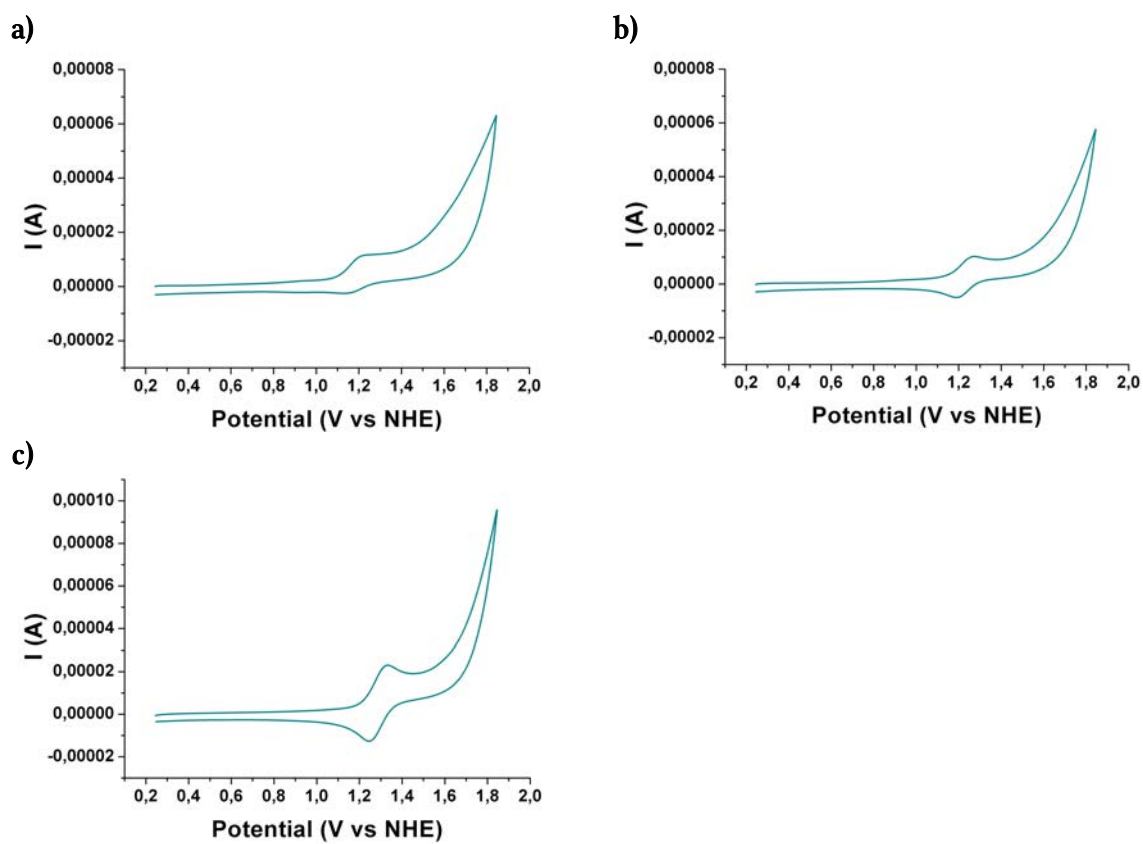 a)
0,00008
0,00006
0,00004
0,00002
0,00000
-0,00002
I (A)
0,2 0,4 0,6 0,8 1,0 1,2 1,4 1,6 1,8 2,0
Potential (V vs NHE)
b)
0,00008
0,00006
0,00004
0,00002
0,00000
-0,00002
I (A)
0,2 0,4 0,6 0,8 1,0 1,2 1,4 1,6 1,8 2,0
Potential (V vs NHE)
c)
0,00010
0,00008
0,00006
0,00004
0,00002
0,00000
-0,00002
I (A)
0,2 0,4 0,6 0,8 1,0 1,2 1,4 1,6 1,8 2,0
Potential (V vs NHE)